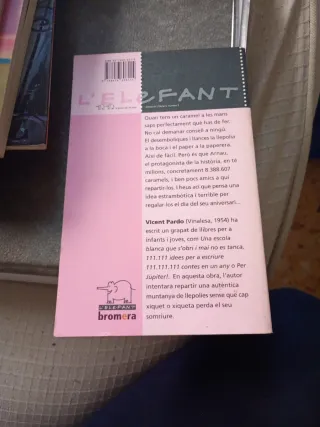 L'ELEFANT
Quan tens un caramel a les mans
saps perfectament què has de fer.
No cal demanar consell a ningú.
El desemboliques i llances la llepolia
a la boca i el paper a la paperera.
Així de fàcil. Però és que Arnau,
el protagonista de la història, en té
milions, concretament 8.388.607
caramels, i ben pocs amics a qui
repartir-los. I heus ací que pensà una
idea estrambòtica i terrible per
regalar-los el dia del seu aniversari...
Vicent Pardo (Vinalesa, 1954) ha
escrit un grapat de llibres per a
infants i joves, com Una escola
blanca que s'obri i mai no es tanca,
111.111 idees per a escriure
111.111.111 contes en un any o Per
Júpiter!. En aquesta obra, l'autor
intentarà repartir una autèntica
muntanya de llepolies sense que cap
xiquet o xiqueta perda el seu
somriure.
L'ELEFANT
bromera